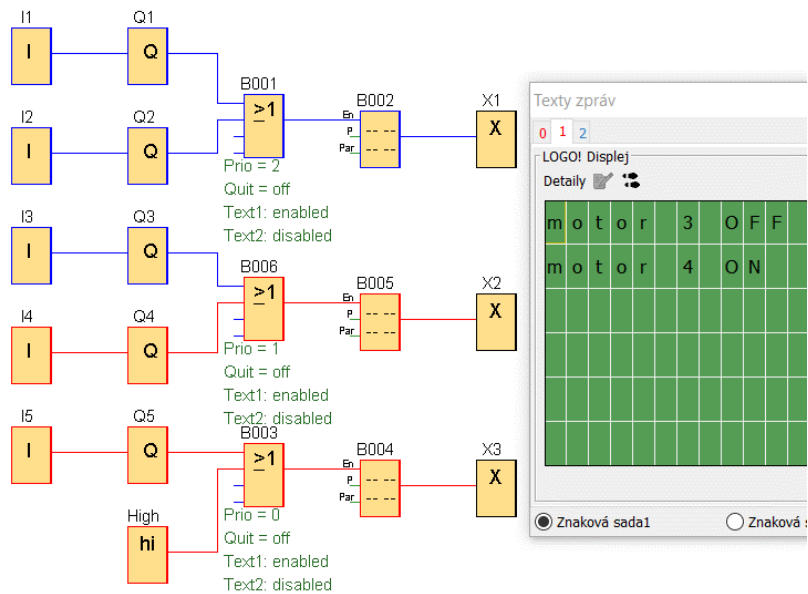 I1 Q1
I Q
B001
≥1
B002
X1
En
P
Par
-- --
-- --
X
I2 Q2
I Q
Prio = 2
Quit = off
Text1: enabled
Text2: disabled
I3 Q3
I Q
B006
≥1
B005
X2
En
P
Par
-- --
-- --
X
I4 Q4
I Q
Prio = 1
Quit = off
Text1: enabled
Text2: disabled
I5 Q5
I Q
B003
≥1
B004
X3
En
P
Par
-- --
-- --
X
High
hi
Prio = 0
Quit = off
Text1: enabled
Text2: disabled
Texty zpráv
0 1 2
LOGO! Displej
Detaily
motor 3 OFF
motor 4 ON
Znaková sada1 Znaková